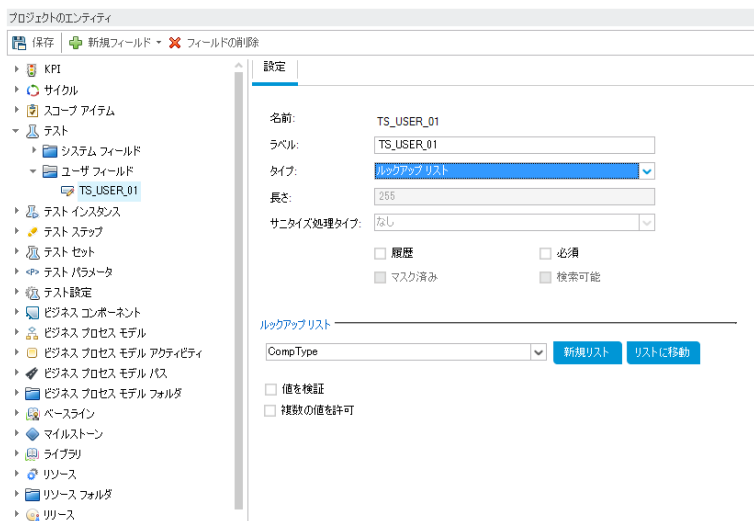 プロジェクトのエンティティ
保存 新規フィールド フィールドの削除
KPI
サイクル
スコープ アイテム
テスト
システム フィールド
ユーザ フィールド
TS_USER_01
テスト インスタンス
テスト ステップ
テスト セット
テスト パラメータ
テスト設定
ビジネス コンポーネント
ビジネス プロセス モデル
ビジネス プロセス モデル アクティビティ
ビジネス プロセス モデル パス
ビジネス プロセス モデル フォルダ
ベースライン
マイルストーン
ライブラリ
リソース
リソース フォルダ
リリース
設定
名前: TS_USER_01
ラベル: TS_USER_01
タイプ: ルックアップ リスト
長さ: 255
サニタイズ処理タイプ: なし
履歴 必須
マスク済み 検索可能
ルックアップ リスト
CompType 新規リスト リストに移動
値を検証
複数の値を許可